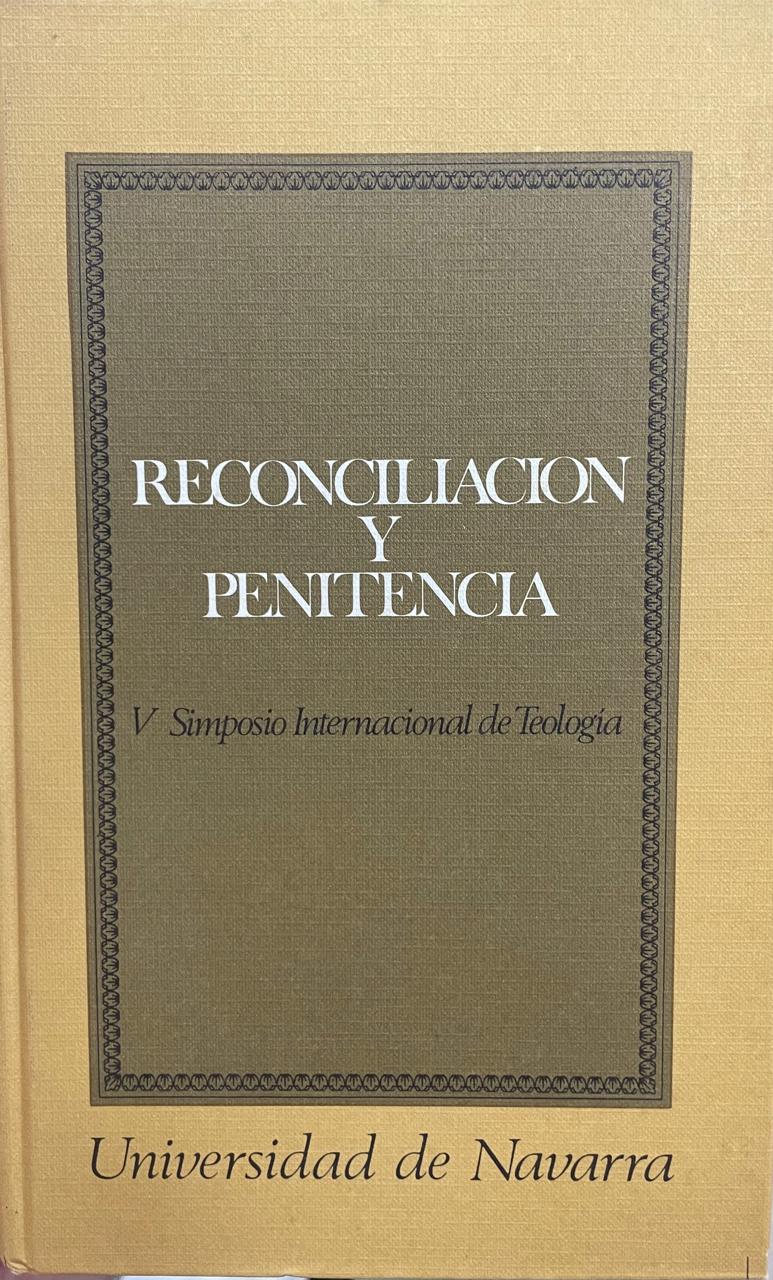 RECONCILIACION
Y
PENITENCIA
V Simposio Internacional de Teología
Universidad de Navarra